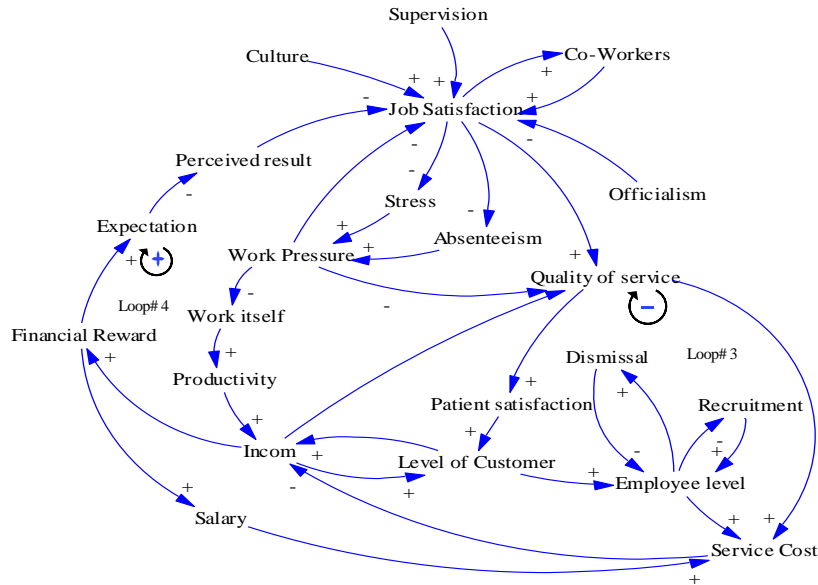 Supervision
Culture
Co-Workers
+
+
+
+
-
Job Satisfaction
-
Perceived result
-
-
Officialism
-
Stress
-
Expectation
+
-
Absenteeism
+
+
Work Pressure
+
+
Quality of service
-
Loop# 4
-
-
Work itself
Financial Reward
+
+
Dismissal
Loop# 3
Productivity
+
Patient satisfaction
+
Recruitment
+
+
-
Incom
+
-
+
Level of Customer
+
+
Employee level
+
-
Salary
+
+
Service Cost
+